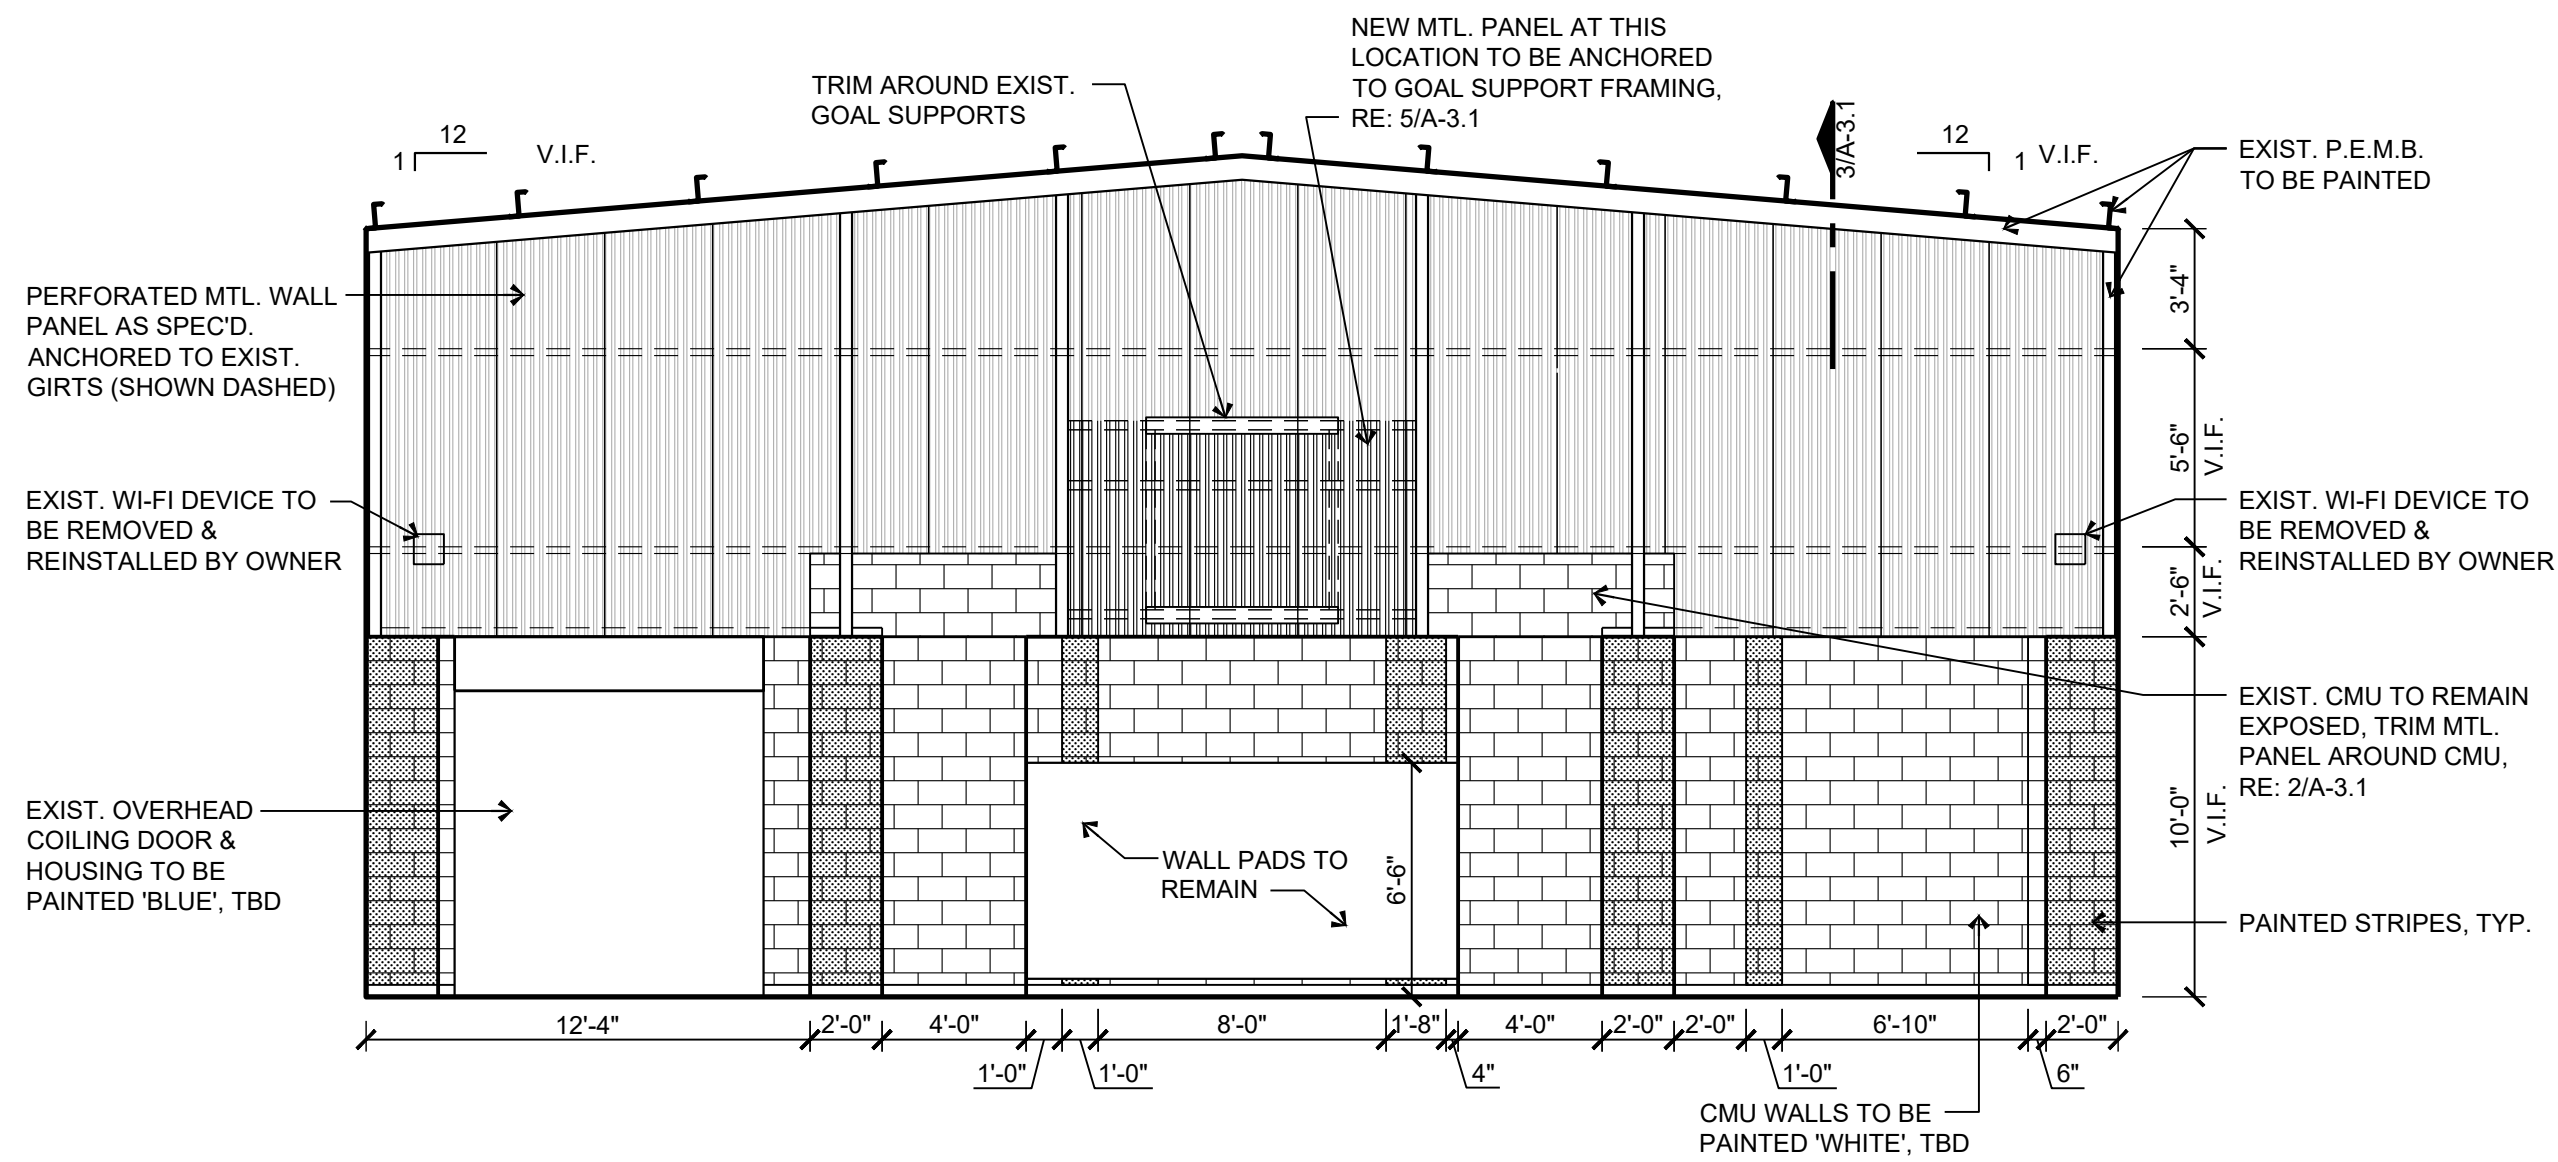 NEW MTL. PANEL AT THIS
LOCATION TO BE ANCHORED
TO GOAL SUPPORT FRAMING,
RE: 5/A-3.1
TRIM AROUND EXIST.
GOAL SUPPORTS
12
1
V.I.F.
3/A-3.1
12
1
V.I.F.
EXIST. P.E.M.B.
TO BE PAINTED
PERFORATED MTL. WALL
PANEL AS SPEC'D.
ANCHORED TO EXIST.
GIRTS (SHOWN DASHED)
3'-4"
5'-6"
V.I.F.
EXIST. WI-FI DEVICE TO
BE REMOVED &
REINSTALLED BY OWNER
EXIST. WI-FI DEVICE TO
BE REMOVED &
REINSTALLED BY OWNER
2'-6"
V.I.F.
EXIST. CMU TO REMAIN
EXPOSED, TRIM MTL.
PANEL AROUND CMU,
RE: 2/A-3.1
10'-0"
V.I.F.
EXIST. OVERHEAD
COILING DOOR &
HOUSING TO BE
PAINTED 'BLUE', TBD
WALL PADS TO
REMAIN
6'-6"
PAINTED STRIPES, TYP.
12'-4"
2'-0"
4'-0"
8'-0"
1'-8"
4'-0"
2'-0"
2'-0"
6'-10"
2'-0"
1'-0"
1'-0"
4"
1'-0"
6"
CMU WALLS TO BE
PAINTED 'WHITE', TBD